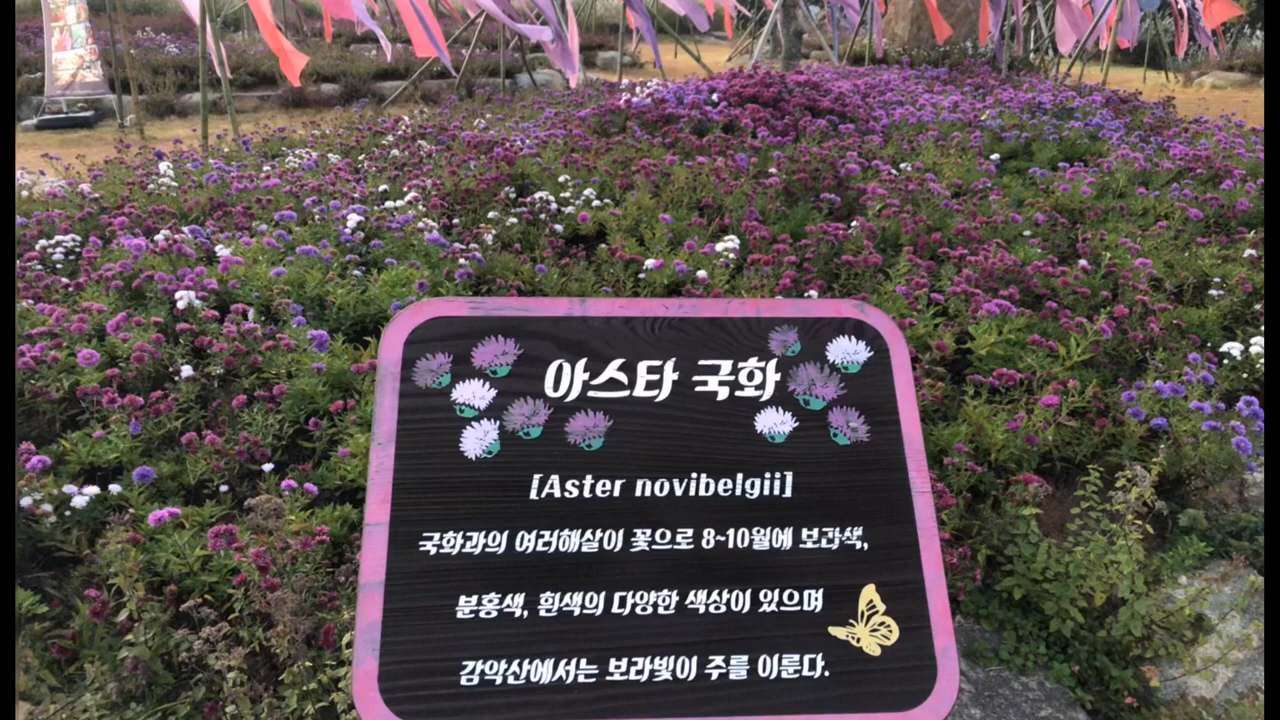 아스타 국화
[Aster novibelgii]
국화과의 여러해살이 꽃으로 8~10월에 보라색,
분홍색, 흰색의 다양한 색상이 있으며
감악산에서는 보라빛이 주를 이룬다.